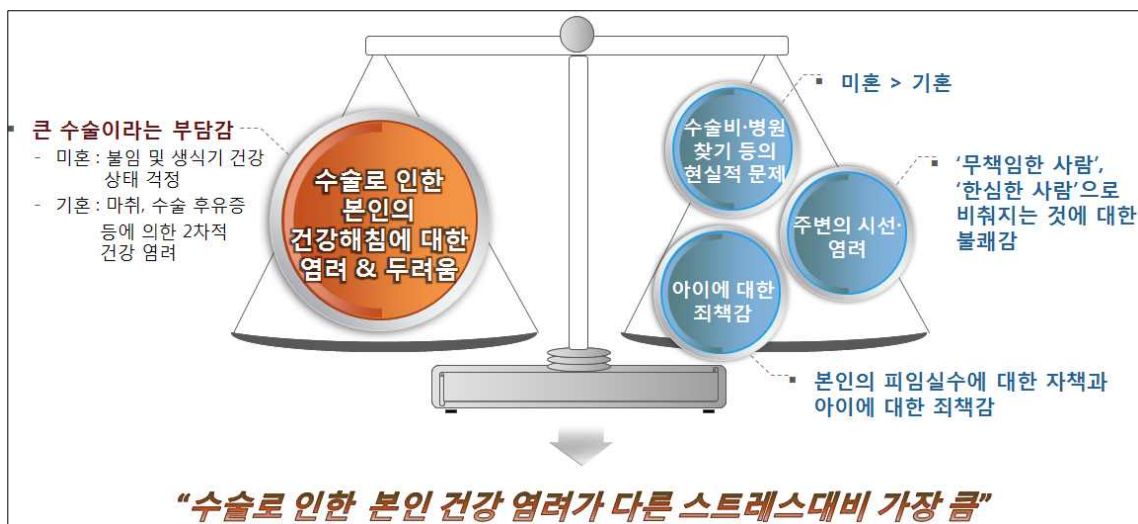 큰 수술이라는 부담감
- 미혼 : 불임 및 생식기 건강
상태 걱정
- 기혼 : 마취, 수술 후유증
등에 의한 2차적
건강 염려
수술로 인한
본인의
건강해침에 대한
염려 & 두려움
미혼 > 기혼
수술비·병원
찾기 등의
현실적 문제
주변의 시선·
염려
‘무책임한 사람’,
‘한심한 사람’으로
비춰지는 것에 대한
불쾌감
아이에 대한
죄책감
본인의 피임실수에 대한 자책과
아이에 대한 죄책감
“수술로 인한 본인 건강 염려가 다른 스트레스대비 가장 큼”